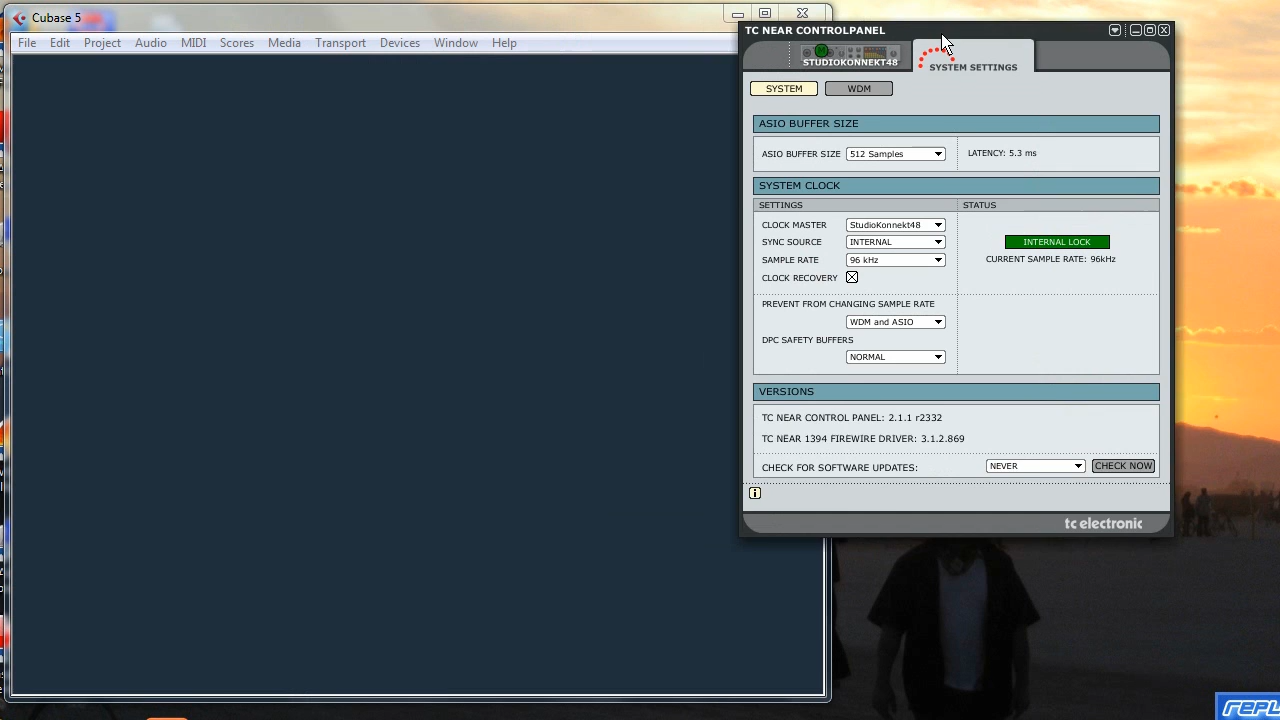 Cubase 5
File Edit Project Audio MIDI Scores Media Transport Devices Window Help
TC NEAR CONTROLPANEL
STUDIOKONNEKT48
SYSTEM SETTINGS
SYSTEM WDM
ASIO BUFFER SIZE
ASIO BUFFER SIZE 512 Samples LATENCY: 5.3 ms
SYSTEM CLOCK
SETTINGS STATUS
CLOCK MASTER StudioKonnekt48
SYNC SOURCE INTERNAL INTERNAL LOCK
SAMPLE RATE 96 kHz CURRENT SAMPLE RATE: 96kHz
CLOCK RECOVERY
PREVENT FROM CHANGING SAMPLE RATE
WDM and ASIO
DPC SAFETY BUFFERS
NORMAL
VERSIONS
TC NEAR CONTROL PANEL: 2.1.1 r2332
TC NEAR 1394 FIREWIRE DRIVER: 3.1.2.869
CHECK FOR SOFTWARE UPDATES: NEVER CHECK NOW
i
tc electronic